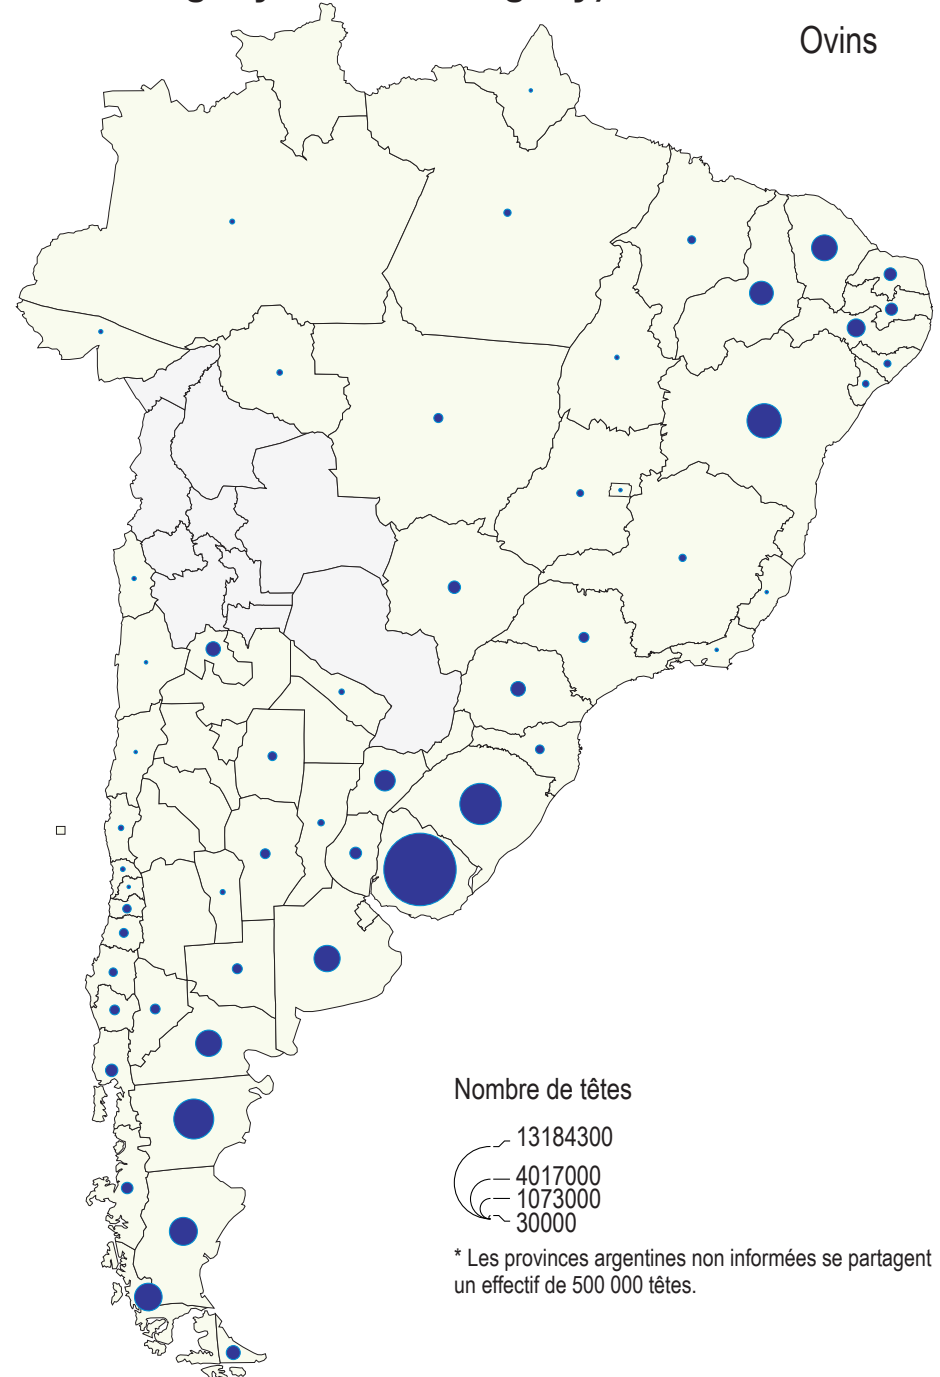 Ovins
Nombre de têtes
13184300
4017000
1073000
30000
* Les provinces argentines non informées se partagent
un effectif de 500 000 têtes.